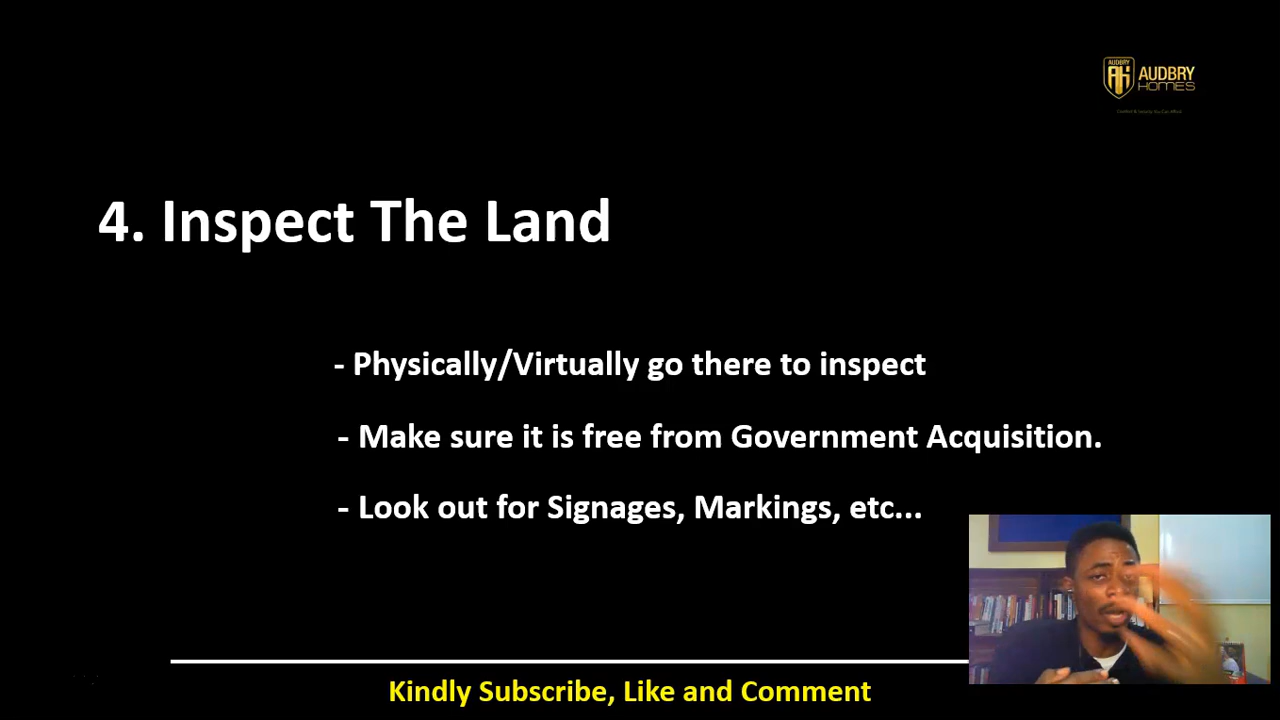 AUDBRY
AUDBRY
HOMES
4. Inspect The Land
- Physically/Virtually go there to inspect
- Make sure it is free from Government Acquisition.
- Look out for Signages, Markings, etc...
Kindly Subscribe, Like and Comment